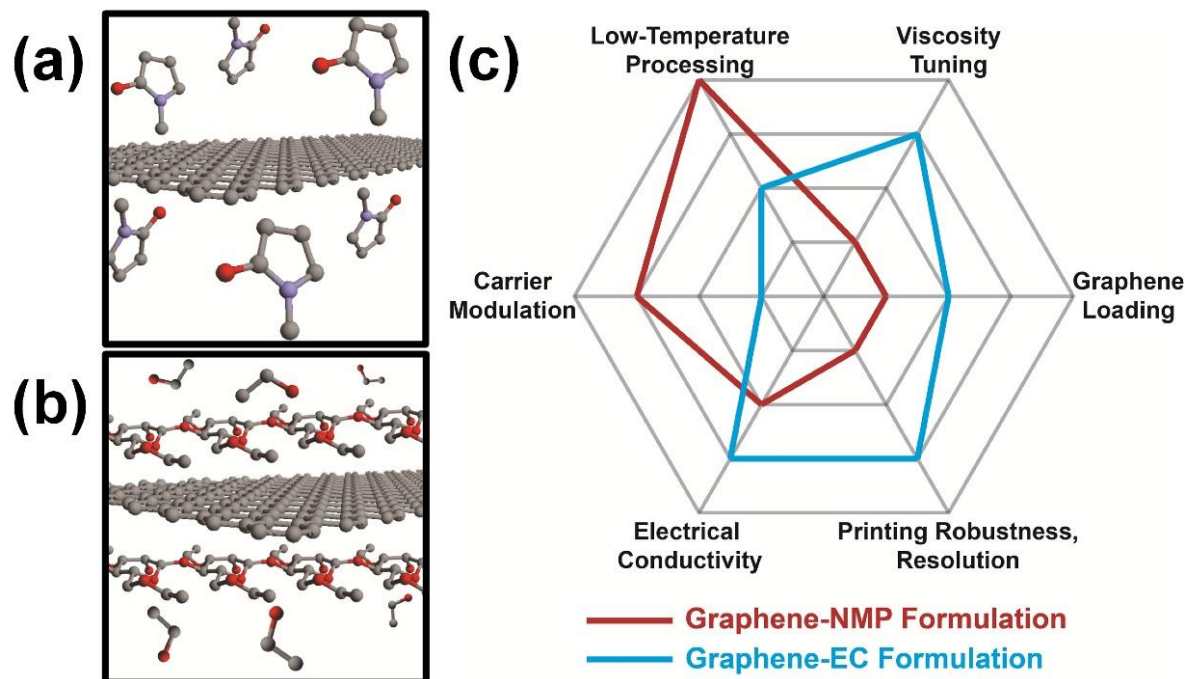 (a)
(b)
(c)
Low-Temperature
Processing
Viscosity
Tuning
Carrier
Modulation
Graphene
Loading
Electrical
Conductivity
Printing Robustness,
Resolution
Graphene-NMP Formulation
Graphene-EC Formulation